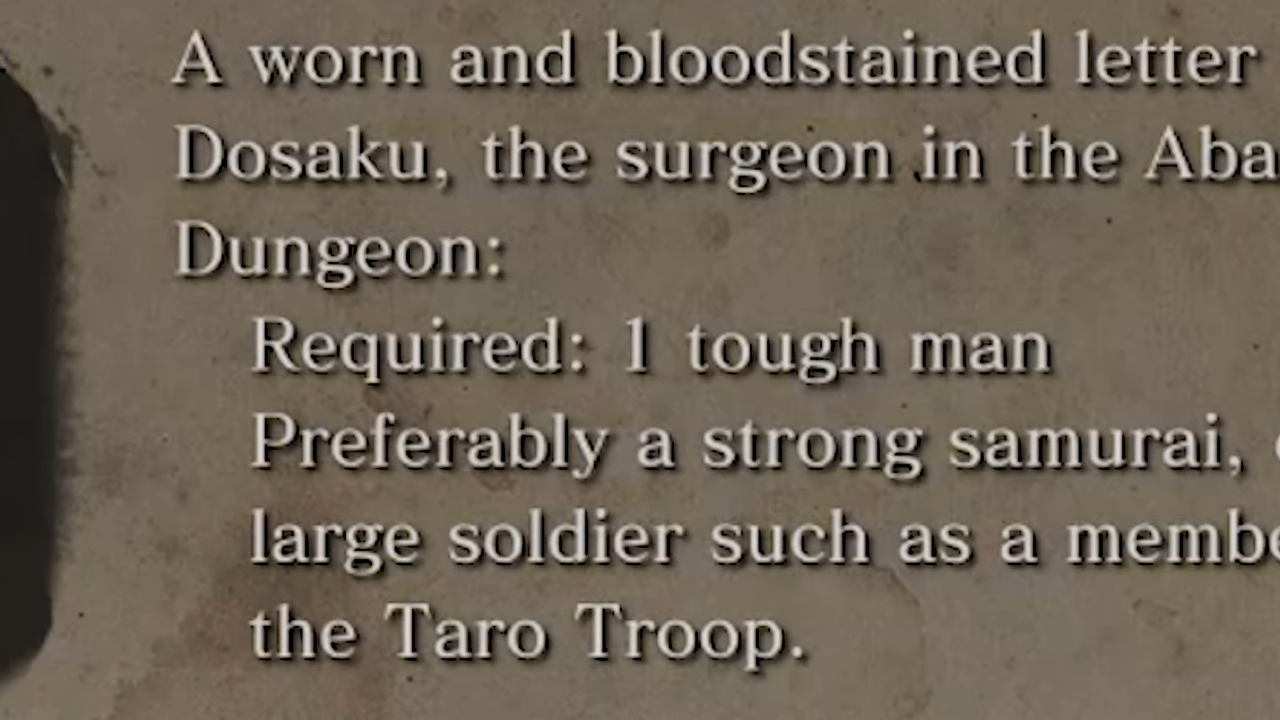 A worn and bloodstained letter
Dosaku, the surgeon in the
Dungeon:
Required: 1 tough man
Preferably a strong samurai,
large soldier such as a
the Taro Troop.